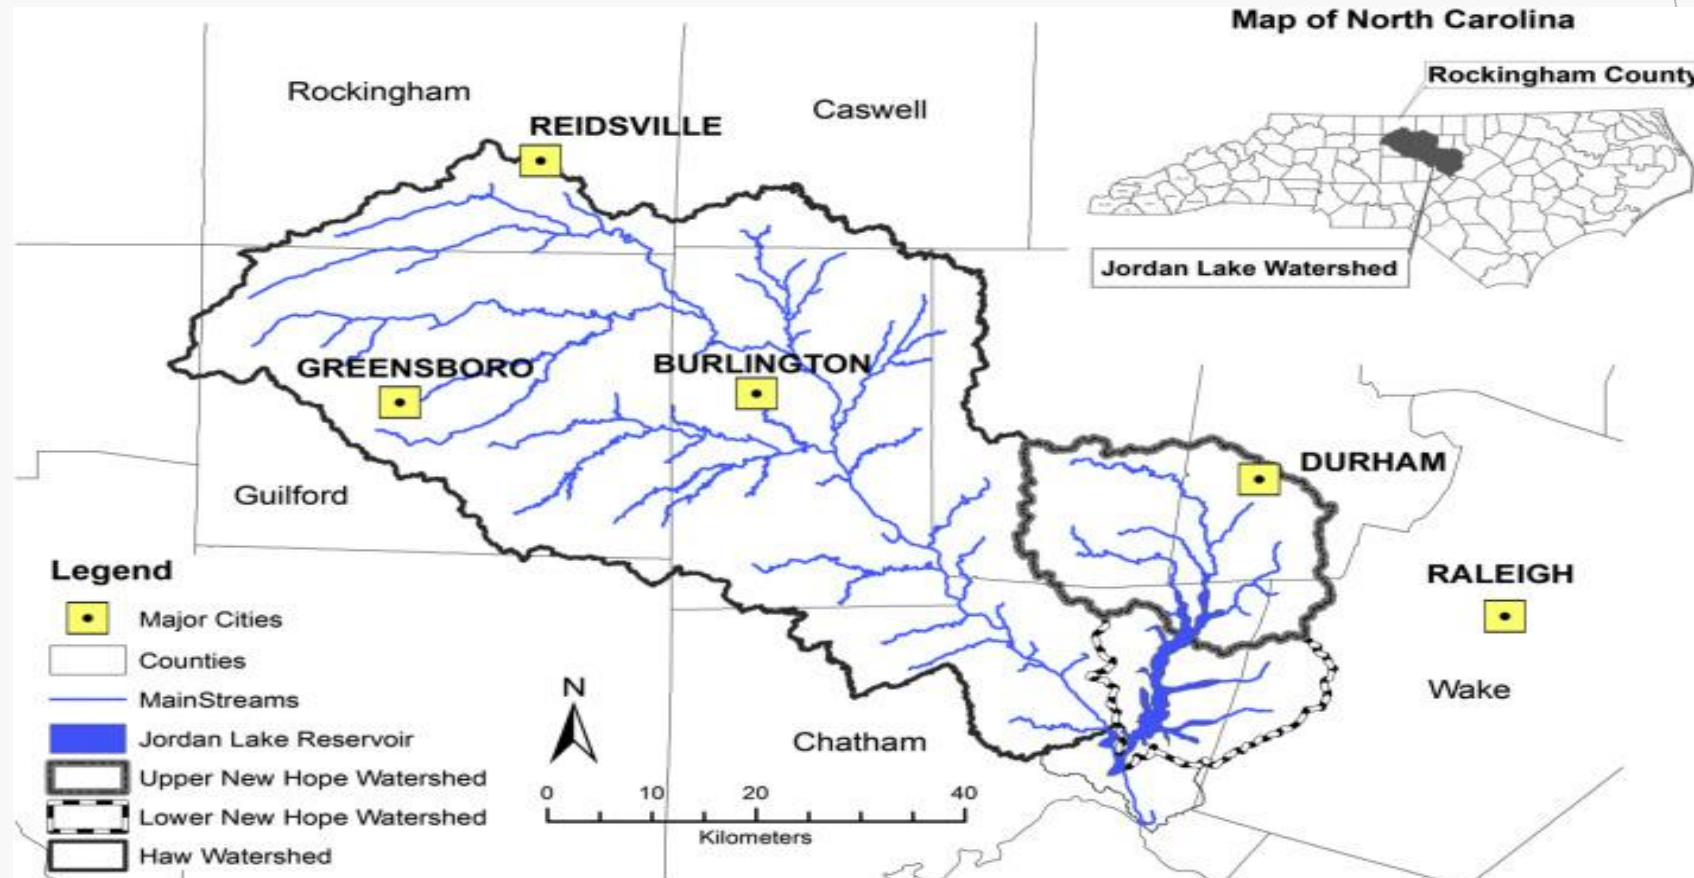 Map of North Carolina
Rockingham County
Jordan Lake Watershed
Rockingham
Caswell
REIDSVILLE
GREENSBORO
BURLINGTON
DURHAM
Guilford
RALEIGH
Wake
Chatham
Legend
Major Cities
Counties
MainStreams
Jordan Lake Reservoir
Upper New Hope Watershed
Lower New Hope Watershed
Haw Watershed
N
0 10 20 40
Kilometers